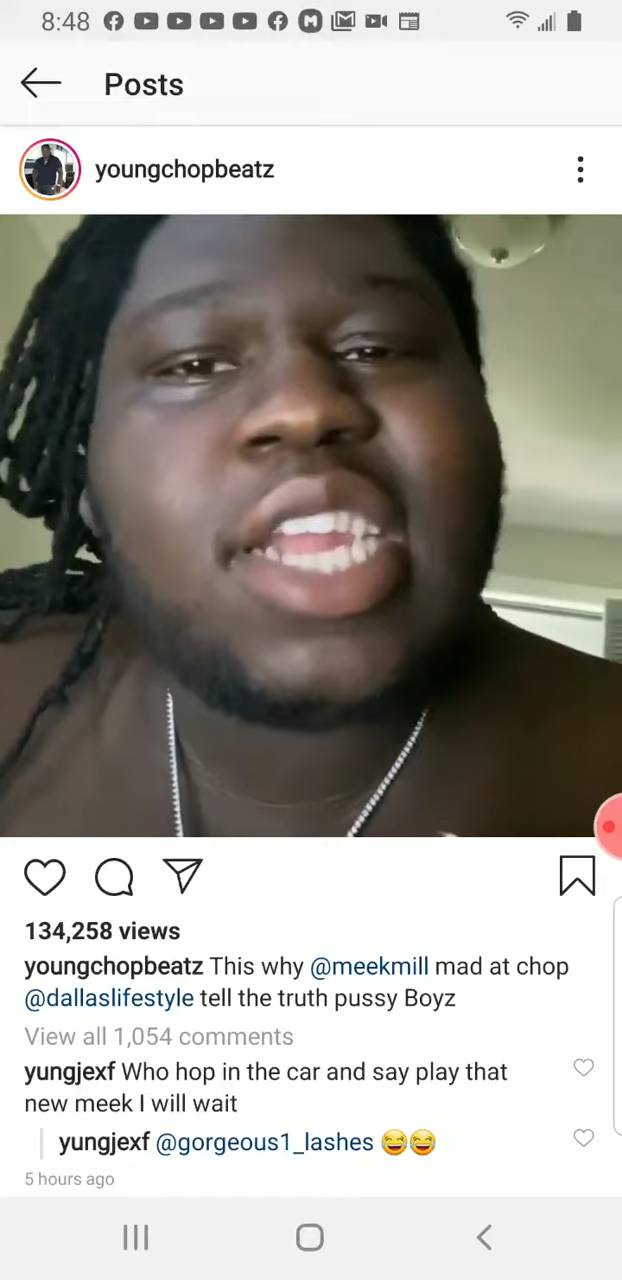 8:48
Posts
youngchopbeatz
134,258 views
youngchopbeatz This why @meekmill mad at chop
@dallaslifestyle tell the truth pussy Boyz
View all 1,054 comments
yungjexf Who hop in the car and say play that
new meek I will wait
yungjexf @gorgeous1_lashes 😂😂
5 hours ago